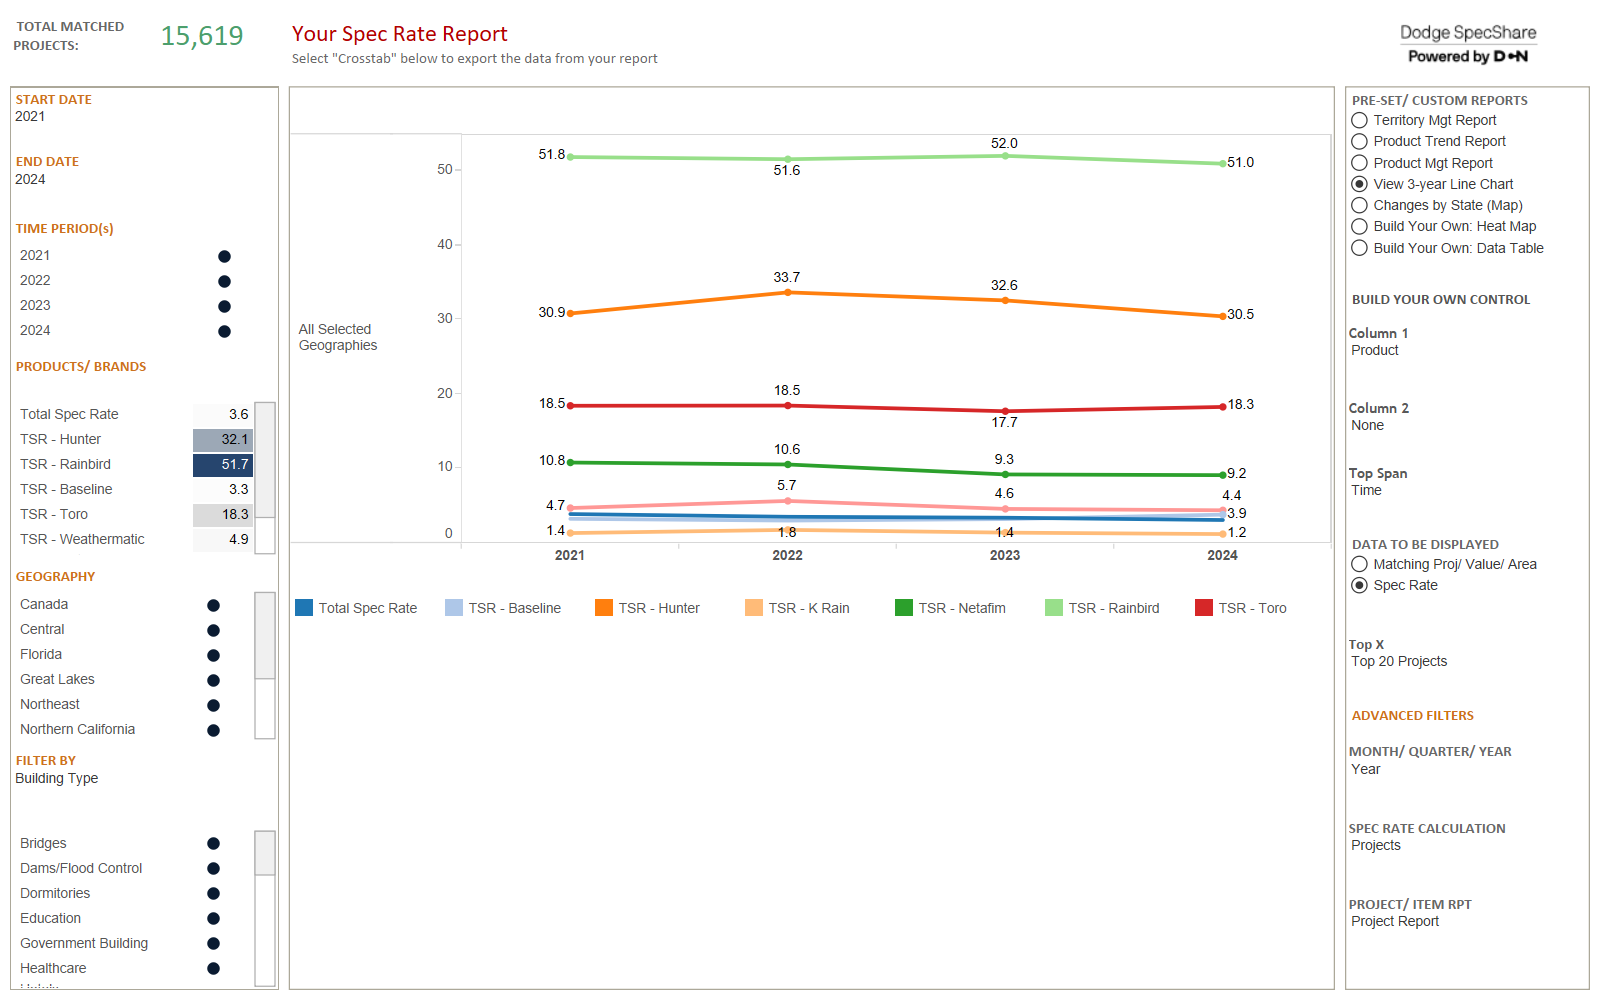 TOTAL MATCHED
PROJECTS:
15,619
Your Spec Rate Report
Select "Crosstab" below to export the data from your report
Dodge SpecShare
Powered by D•N
START DATE
2021
END DATE
2024
TIME PERIOD(s)
2021
2022
2023
2024
PRODUCTS/ BRANDS
Total Spec Rate 3.6
TSR - Hunter 32.1
TSR - Rainbird 51.7
TSR - Baseline 3.3
TSR - Toro 18.3
TSR - Weathermatic 4.9
GEOGRAPHY
Canada
Central
Florida
Great Lakes
Northeast
Northern California
FILTER BY
Building Type
Bridges
Dams/Flood Control
Dormitories
Education
Government Building
Healthcare
All Selected
Geographies
50
40
30
20
10
0
51.8 51.6 52.0 51.0
30.9 33.7 32.6 30.5
18.5 18.5 17.7 18.3
10.8 10.6 9.3 9.2
4.7 5.7 4.6 4.4
3.9
1.4 1.8 1.4 1.2
2021 2022 2023 2024
Total Spec Rate TSR - Baseline TSR - Hunter TSR - K Rain TSR - Netafim TSR - Rainbird TSR - Toro
PRE-SET/ CUSTOM REPORTS
Territory Mgt Report
Product Trend Report
Product Mgt Report
View 3-year Line Chart
Changes by State (Map)
Build Your Own: Heat Map
Build Your Own: Data Table
BUILD YOUR OWN CONTROL
Column 1
Product
Column 2
None
Top Span
Time
DATA TO BE DISPLAYED
Matching Proj/ Value/ Area
Spec Rate
Top X
Top 20 Projects
ADVANCED FILTERS
MONTH/ QUARTER/ YEAR
Year
SPEC RATE CALCULATION
Projects
PROJECT/ ITEM RPT
Project Report